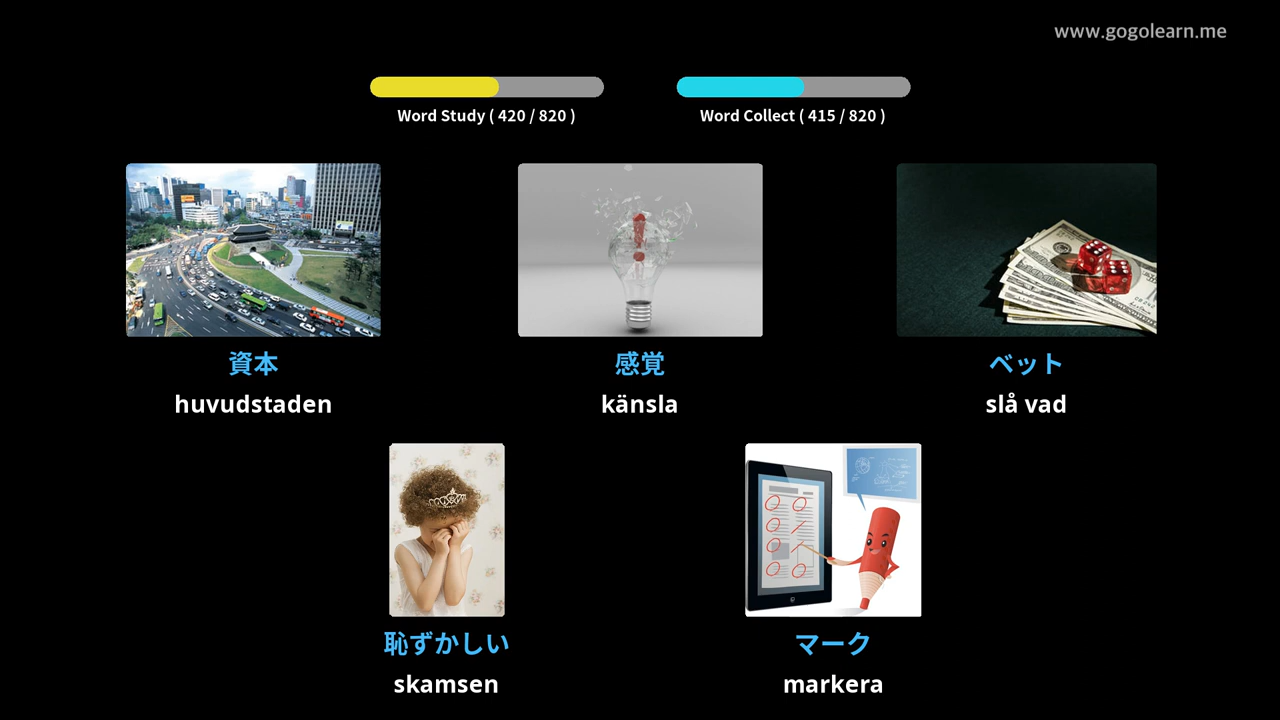 www.gogolearn.me
Word Study ( 420 / 820 )
Word Collect ( 415 / 820 )
資本
huvudstaden
感覚
känsla
ベット
slå vad
恥ずかしい
skamsen
マーク
markera